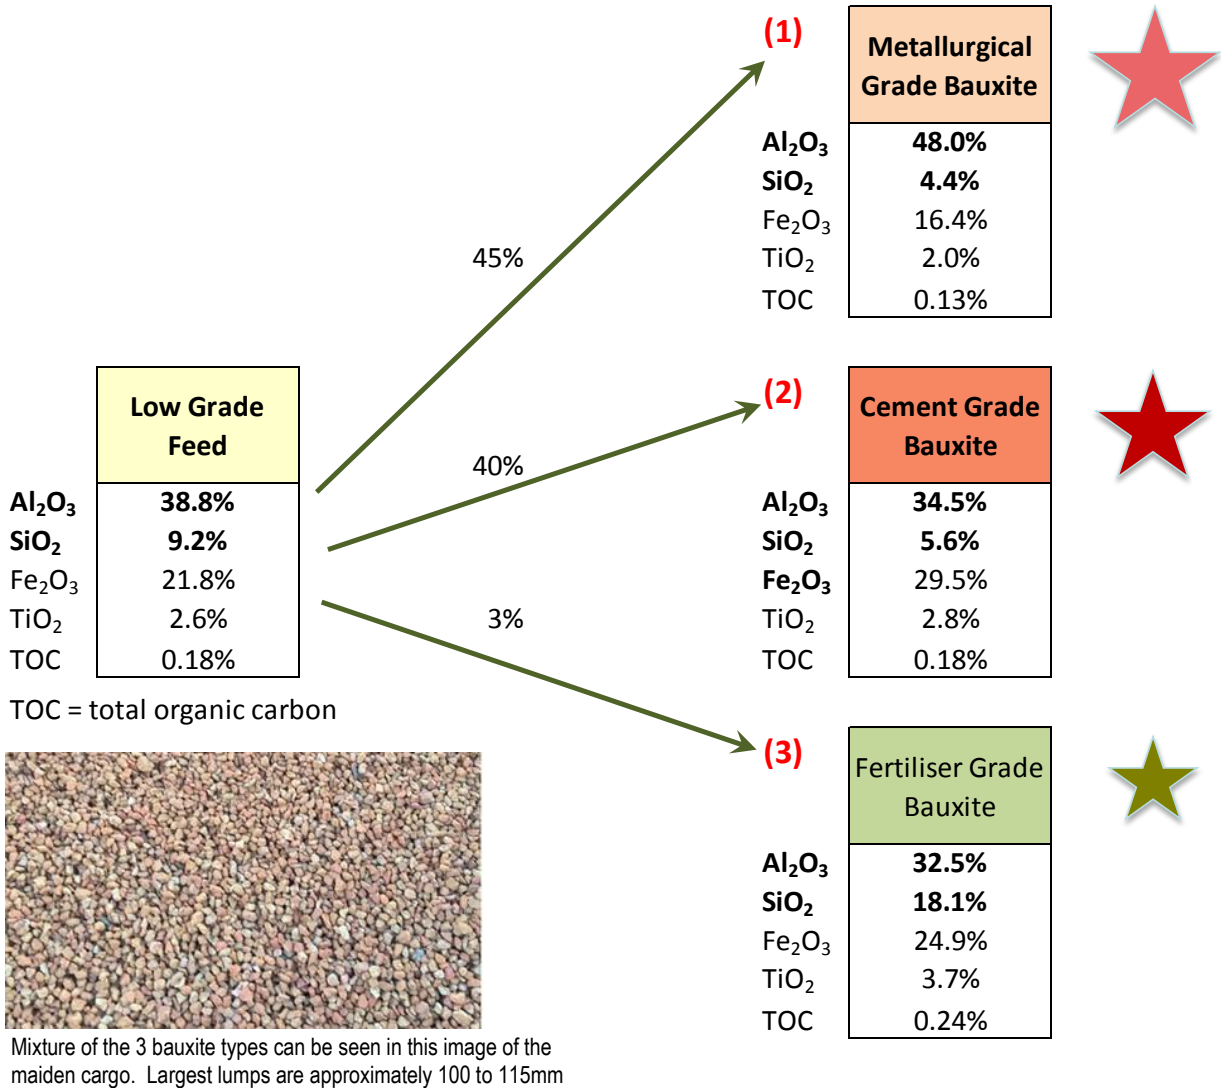 (1)
Metallurgical
Grade Bauxite
Al₂O₃ 48.0%
SiO₂ 4.4%
Fe₂O₃ 16.4%
TiO₂ 2.0%
TOC 0.13%
45%
Low Grade
Feed
Al₂O₃ 38.8%
SiO₂ 9.2%
Fe₂O₃ 21.8%
TiO₂ 2.6%
TOC 0.18%
TOC = total organic carbon
40%
(2)
Cement Grade
Bauxite
Al₂O₃ 34.5%
SiO₂ 5.6%
Fe₂O₃ 29.5%
TiO₂ 2.8%
TOC 0.18%
3%
(3)
Fertiliser Grade
Bauxite
Al₂O₃ 32.5%
SiO₂ 18.1%
Fe₂O₃ 24.9%
TiO₂ 3.7%
TOC 0.24%
Mixture of the 3 bauxite types can be seen in this image of the
maiden cargo. Largest lumps are approximately 100 to 115mm